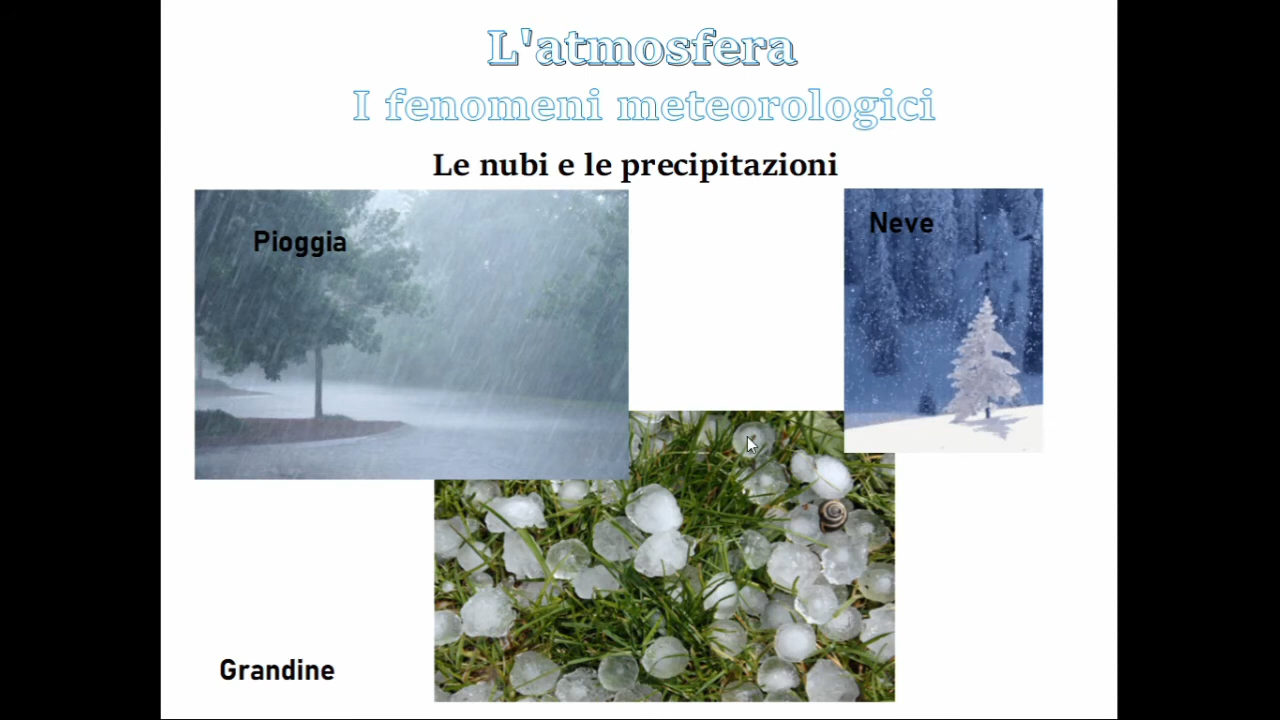 L'atmosfera
I fenomeni meteorologici
Le nubi e le precipitazioni
Pioggia
Neve
Grandine